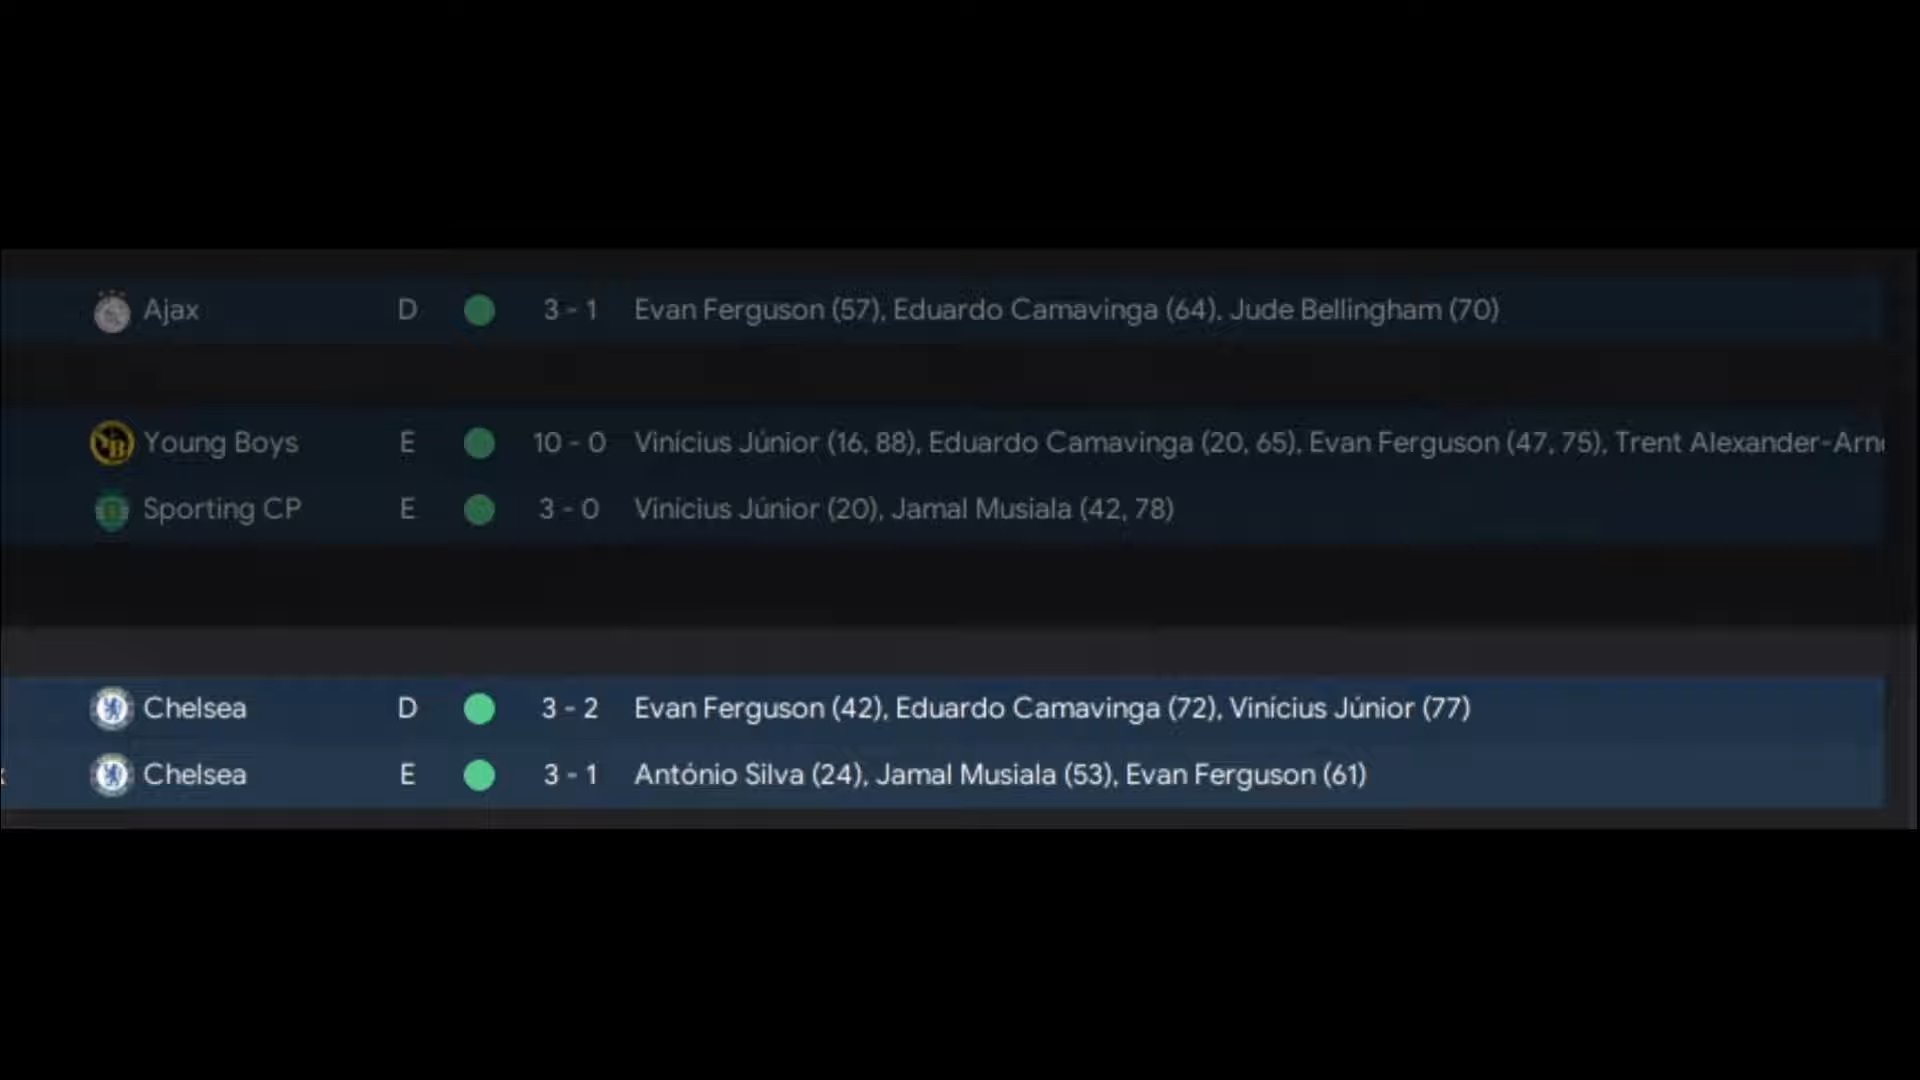 Ajax D 3 - 1 Evan Ferguson (57), Eduardo Camavinga (64), Jude Bellingham (70)
Young Boys E 10 - 0 Vinícius Júnior (16, 88), Eduardo Camavinga (20, 65), Evan Ferguson (47, 75), Trent Alexander-Arn
Sporting CP E 3 - 0 Vinícius Júnior (20), Jamal Musiala (42, 78)
Chelsea D 3 - 2 Evan Ferguson (42), Eduardo Camavinga (72), Vinícius Júnior (77)
Chelsea E 3 - 1 António Silva (24), Jamal Musiala (53), Evan Ferguson (61)